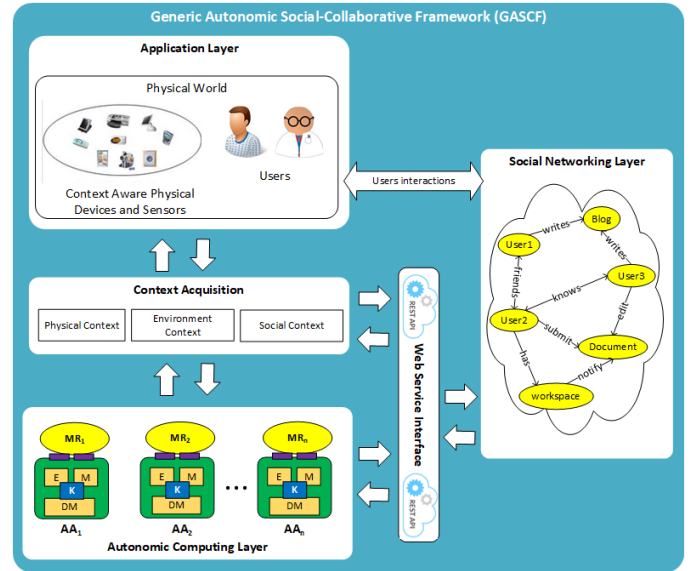 Generic Autonomic Social-Collaborative Framework (GASCF)
Application Layer
Physical World
Context Aware Physical
Devices and Sensors
Users
Users interactions
Social Networking Layer
Blog
writes
User1
writes
User3
friends
knows
edit
User2
submit
Document
has
notify
workspace
Context Acquisition
Physical Context
Environment
Context
Social Context
REST API
Web Service Interface
REST API
MR1
MR2
MRn
E M
K
DM
E M
K
DM
...
E M
K
DM
AA1
AA2
AAn
Autonomic Computing Layer